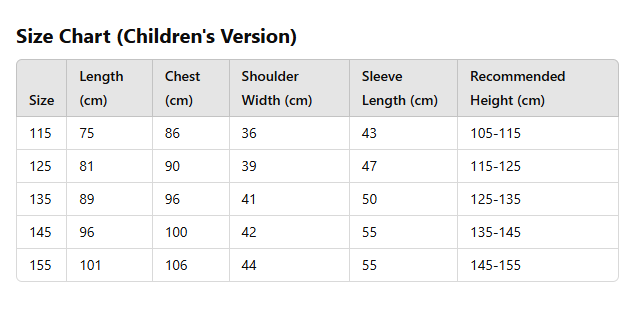 Size Chart (Children's Version)
Size Length (cm) Chest (cm) Shoulder Width (cm) Sleeve Length (cm) Recommended Height (cm)
115 75 86 36 43 105-115
125 81 90 39 47 115-125
135 89 96 41 50 125-135
145 96 100 42 55 135-145
155 101 106 44 55 145-155